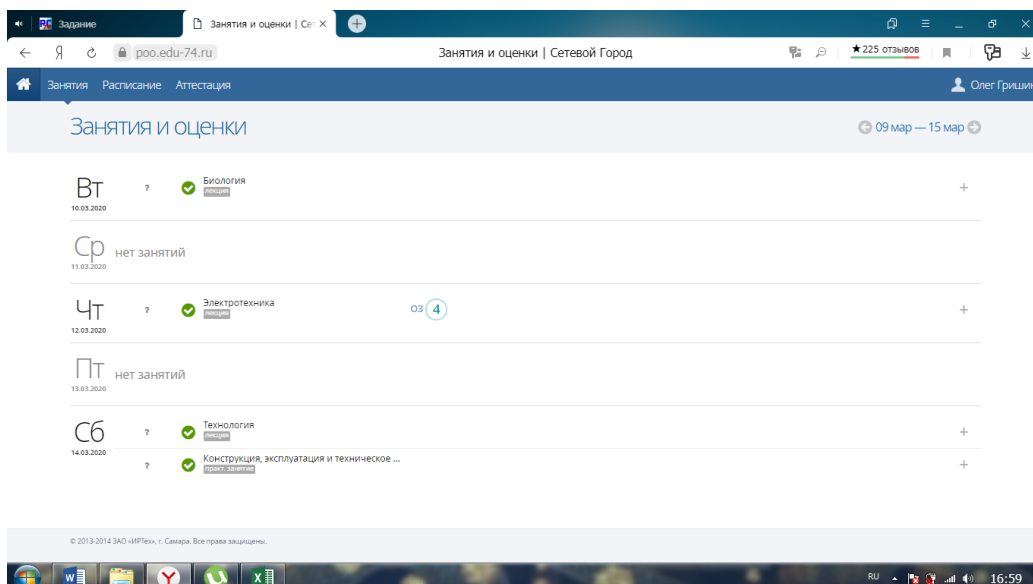 Задание
Занятия и оценки | Сет
poo.edu-74.ru
Занятия и оценки | Сетевой Город
★ 225 отзывов
Занятия Расписание Аттестация
Олег Гришин
Занятия и оценки
09 мар — 15 мар
Вт
10.03.2020
?
Биология
лекция
+
Ср
11.03.2020
нет занятий
Чт
12.03.2020
?
Электротехника
лекция
ОЗ 4
+
Пт
13.03.2020
нет занятий
Сб
14.03.2020
?
Технология
лекция
+
?
Конструкция, эксплуатация и техническое ...
практ. занятие
+
© 2013-2014 ЗАО «ИРТех», г. Самара. Все права защищены.
RU
16:59